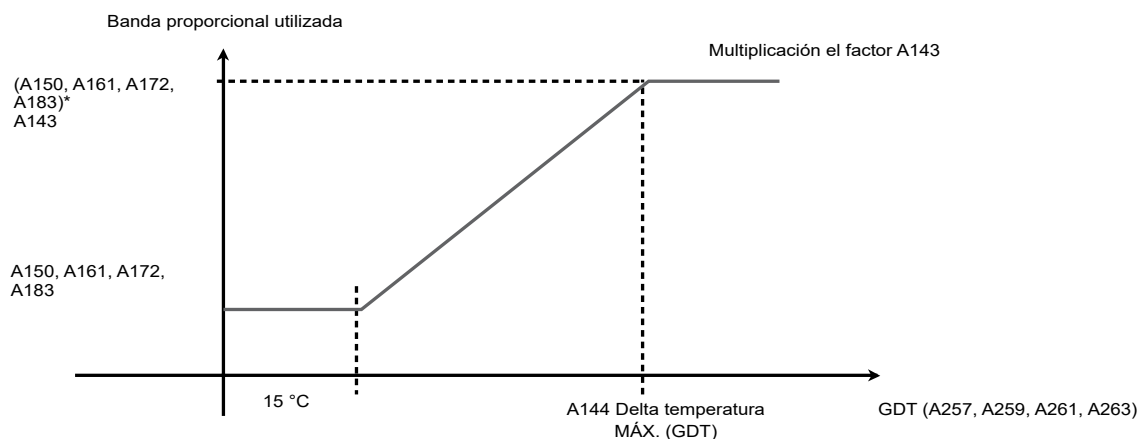 Banda proporcional utilizada
Multiplicación el factor A143
(A150, A161, A172,
A183)*
A143
A150, A161, A172,
A183
15 °C
A144 Delta temperatura
MÁX. (GDT)
GDT (A257, A259, A261, A263)